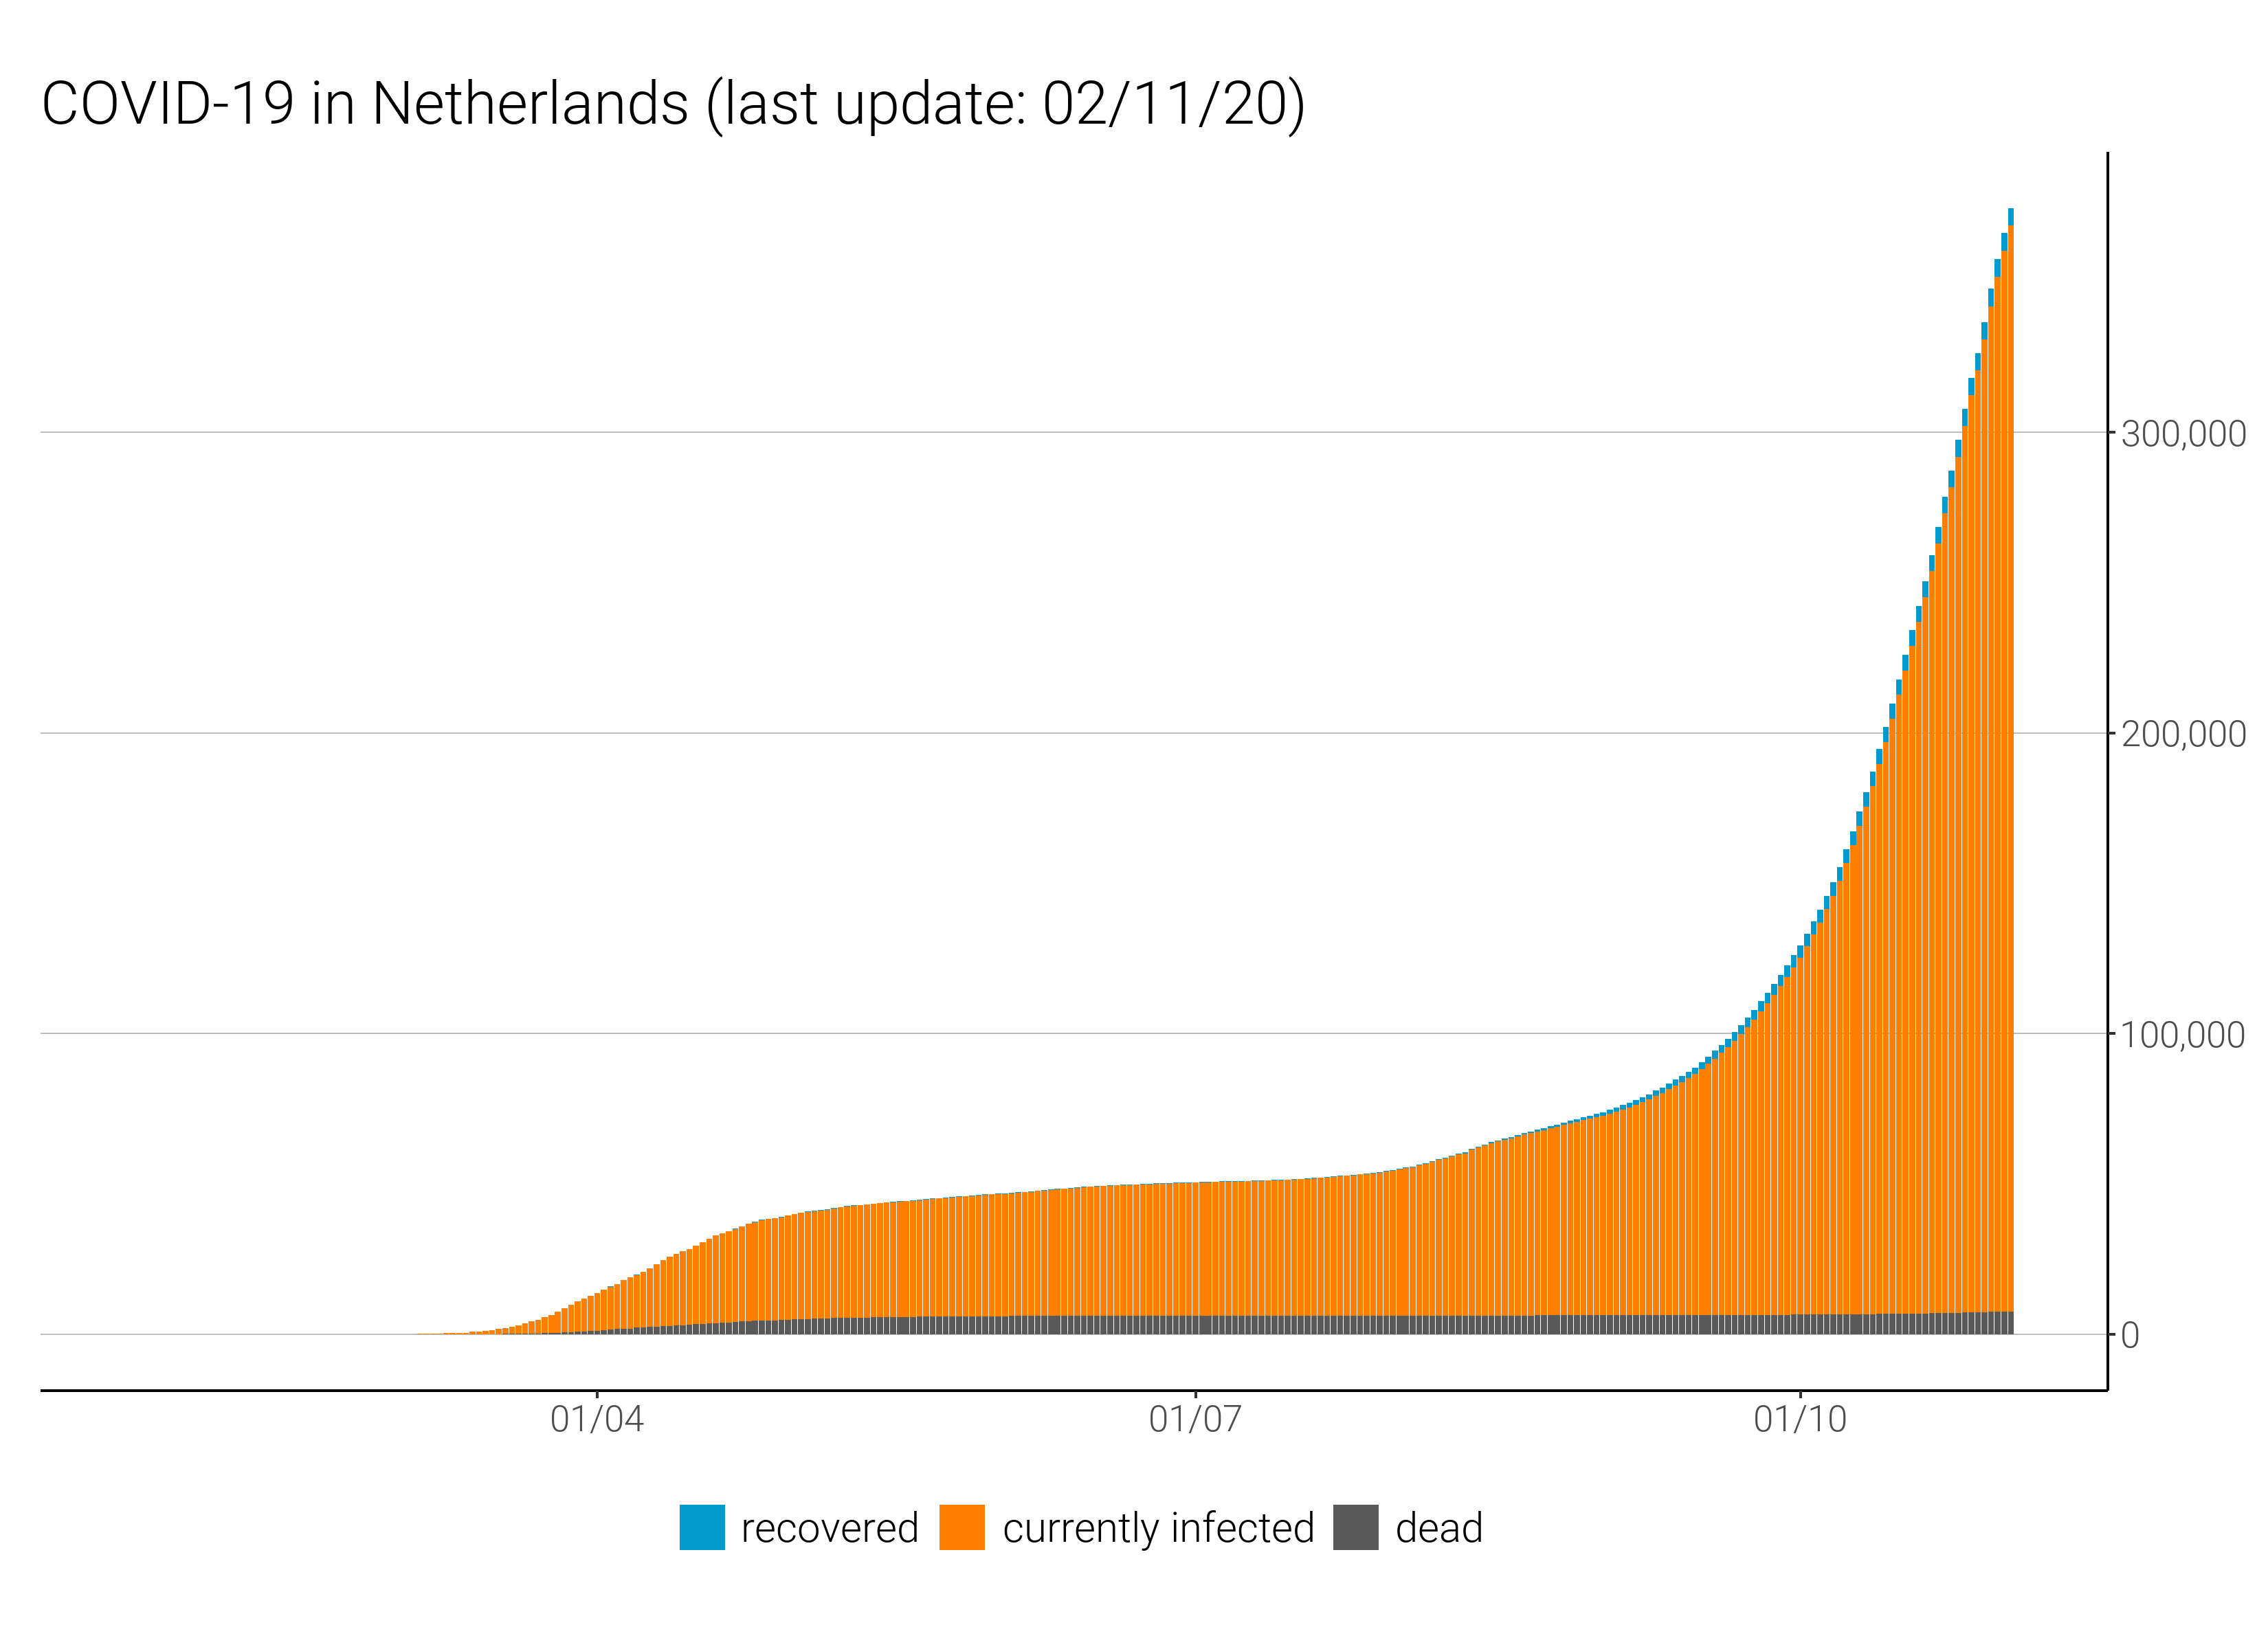 COVID-19 in Netherlands (last update: 02/11/20)
300,000
200,000
100,000
0
01/04 01/07 01/10
recovered currently infected dead